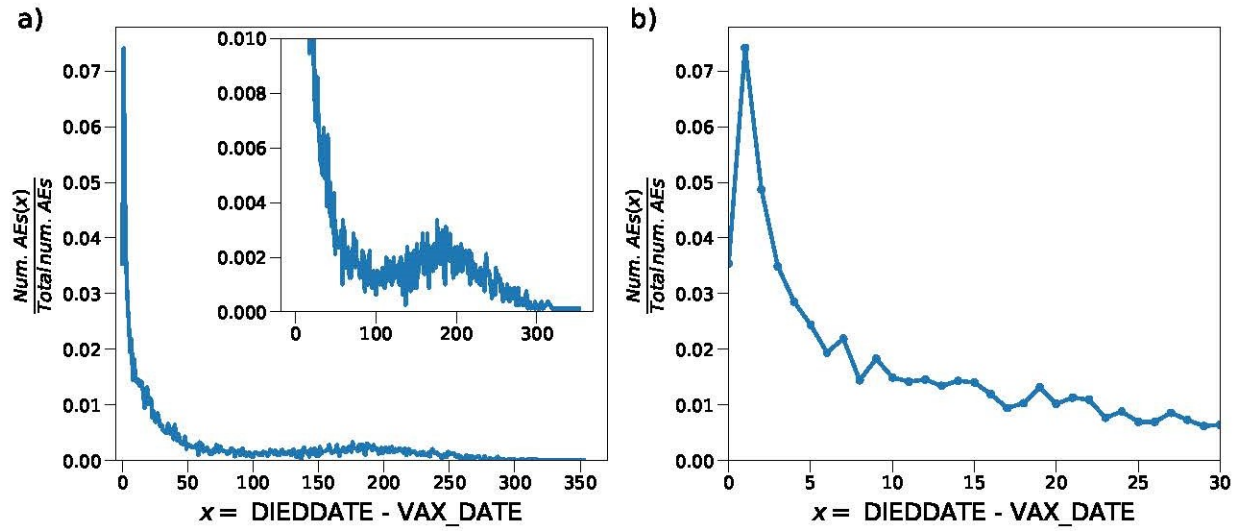 a)
Num. AEs(x)
Total num. AEs
0.07
0.06
0.05
0.04
0.03
0.02
0.01
0.00
0 50 100 150 200 250 300 350
x = DIEDDATE - VAX_DATE
0.010
0.008
0.006
0.004
0.002
0.000
0 100 200 300
b)
Num. AEs(x)
Total num. AEs
0.07
0.06
0.05
0.04
0.03
0.02
0.01
0.00
0 5 10 15 20 25 30
x = DIEDDATE - VAX_DATE